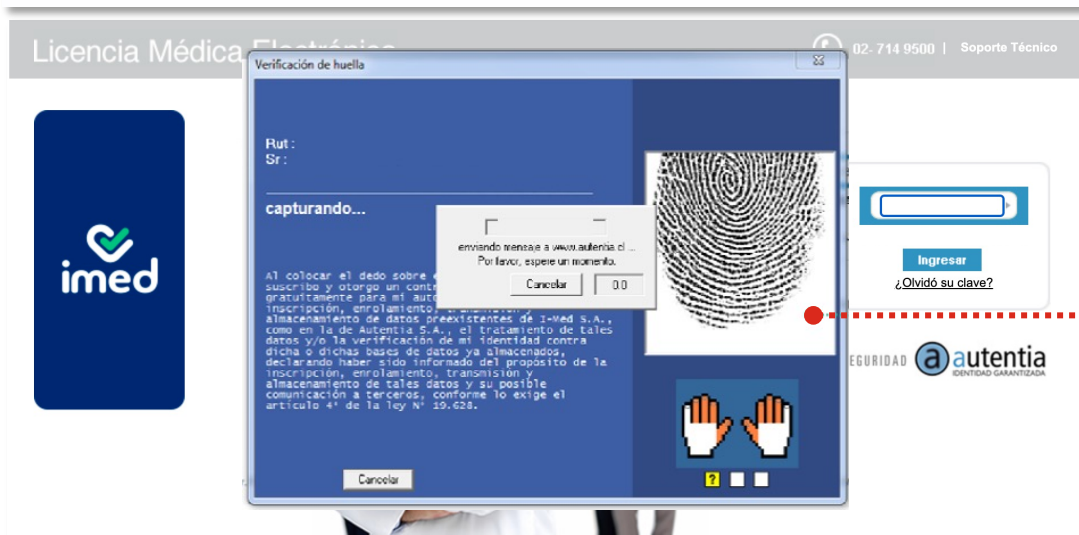 Licencia Médica Electrónica
02- 714 9500 | Soporte Técnico
Verificación de huella
imed
Rut :
Sr :
capturando...
enviando mensaje a www.autentia.cl ...
Por favor, espere un momento.
Cancelar
0.0
Al colocar el dedo sobre
suscribo y otorgo un
gratuitamente para mi
inscripción, enrolamiento,
almacenamiento de datos preexistentes de I-Med S.A.,
como en la de Autentia S.A., el tratamiento de tales
datos y/o la verificación de mi identidad contra
dicha o dichas bases de datos ya almacenados,
declarando haber sido informado del propósito de la
inscripción, enrolamiento, transmisión y
almacenamiento de tales datos y su posible
comunicación a terceros, conforme lo exige el
artículo 4° de la ley N° 19.628.
Cancelar
?
Ingresar
¿Olvidó su clave?
EGURIDAD
a autentia
IDENTIDAD GARANTIZADA